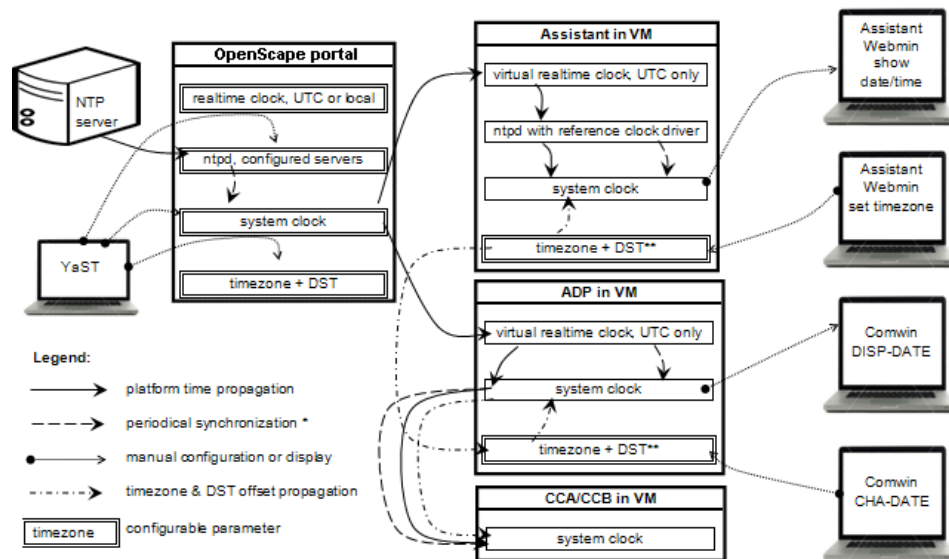 NTP
server
OpenScape portal
realtime clock, UTC or local
ntpd, configured servers
system clock
timezone + DST
YaST
Assistant in VM
virtual realtime clock, UTC only
ntpd with reference clock driver
system clock
timezone + DST**
Assistant
Webmin
show
date/time
Assistant
Webmin
set timezone
ADP in VM
virtual realtime clock, UTC only
system clock
timezone + DST**
Comwin
DISP-DATE
Comwin
CHA-DATE
CCA/CCB in VM
system clock
Legend:
platform time propagation
periodical synchronization *
manual configuration or display
timezone & DST offset propagation
timezone
configurable parameter